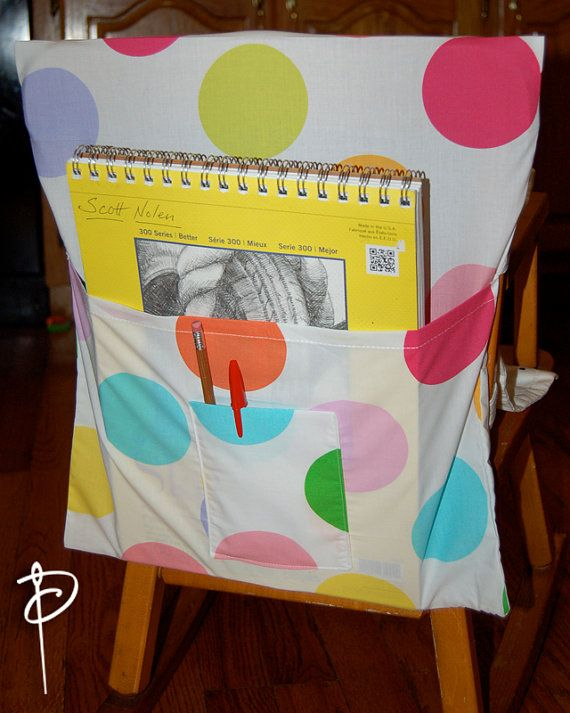 Scott Nolen
Made in the U.S.A.
300 Series | Better Série 300 | Mieux Serie 300 | Mejor